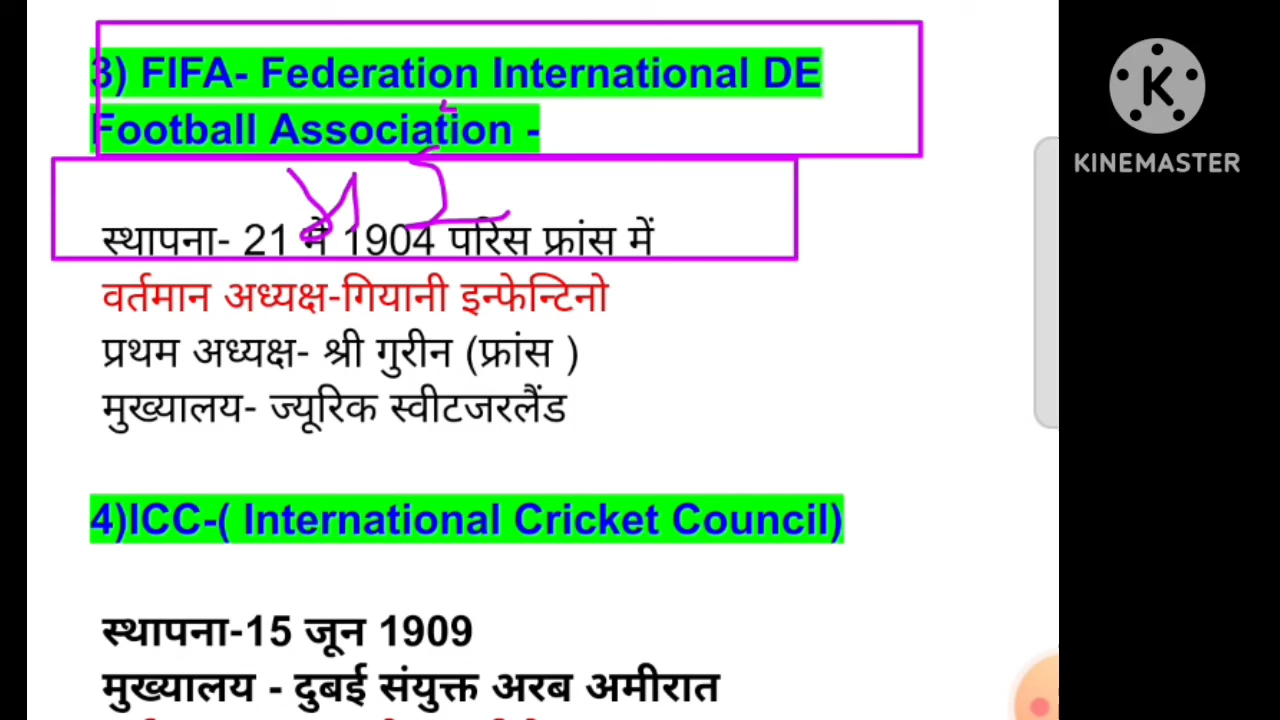 3) FIFA- Federation International DE
Football Association -
स्थापना- 21 मे 1904 परिस फ्रांस में
वर्तमान अध्यक्ष-गियानी इन्फेन्टिनो
प्रथम अध्यक्ष- श्री गुरीन (फ्रांस )
मुख्यालय- ज्यूरिक स्वीटजरलैंड
4)ICC-( International Cricket Council)
स्थापना-15 जून 1909
मुख्यालय - दुबई संयुक्त अरब अमीरात
K
KINEMASTER